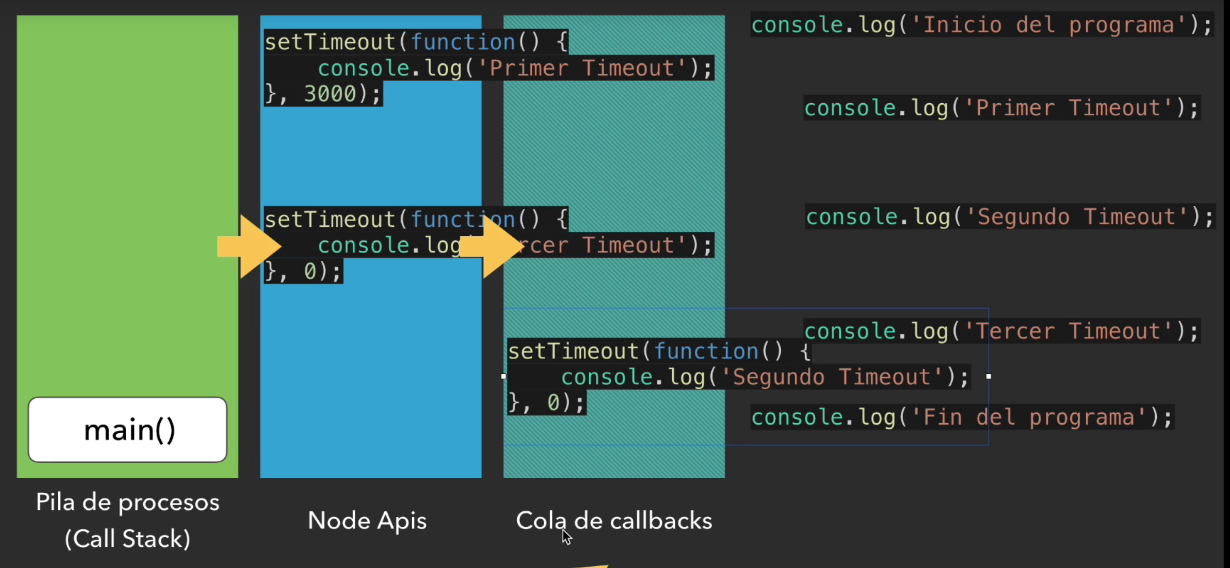 setTimeout(function() {
console.log('Primer Timeout');
}, 3000);
setTimeout(function() {
console.log( rcer Timeout');
}, 0);
setTimeout(function() {
console.log('Segundo Timeout');
}, 0);
console.log('Inicio del programa');
console.log('Primer Timeout');
console.log('Segundo Timeout');
console.log('Tercer Timeout');
console.log('Fin del programa');
main()
Pila de procesos
(Call Stack)
Node Apis
Cola de callbacks